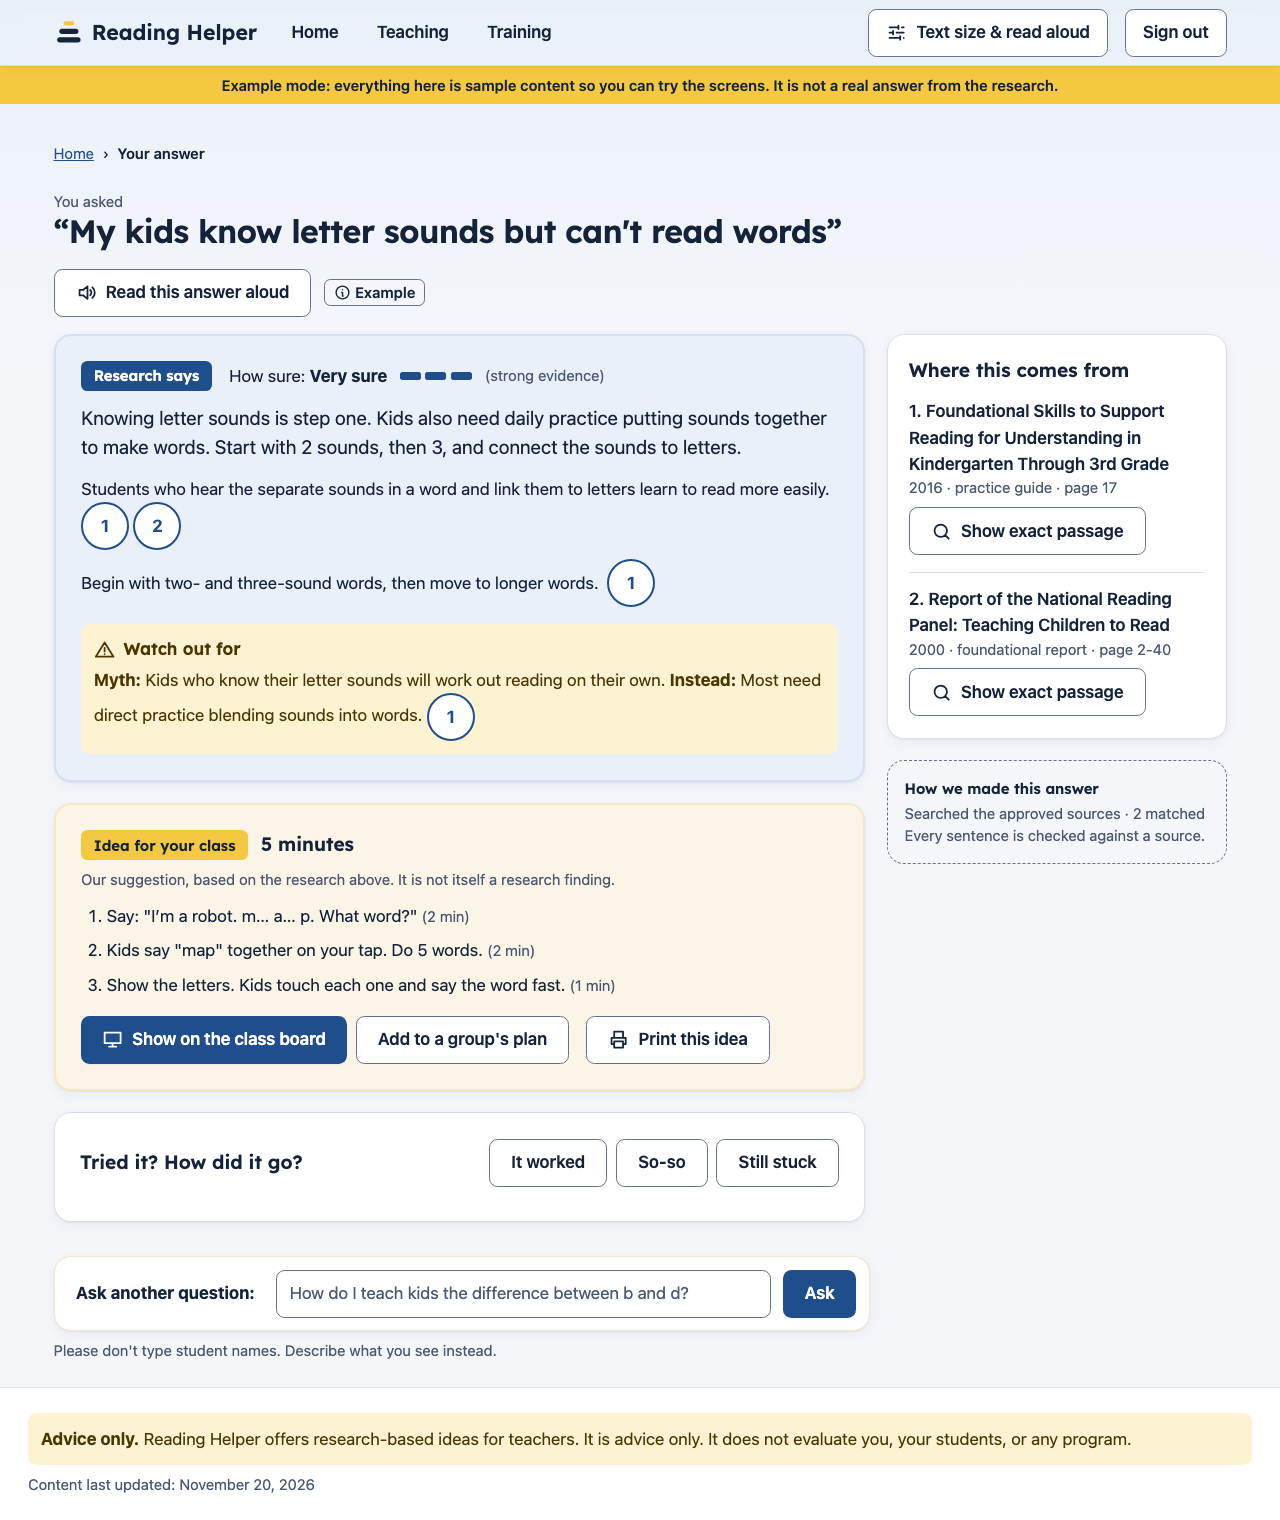 Reading Helper
Home
Teaching
Training
Text size & read aloud
Sign out
Example mode: everything here is sample content so you can try the screens. It is not a real answer from the research.
Home › Your answer
You asked
“My kids know letter sounds but can't read words”
Read this answer aloud
Example
Research says
How sure: Very sure
(strong evidence)
Knowing letter sounds is step one. Kids also need daily practice putting sounds together
to make words. Start with 2 sounds, then 3, and connect the sounds to letters.
Students who hear the separate sounds in a word and link them to letters learn to read more easily.
1 2
Begin with two- and three-sound words, then move to longer words. 1
Watch out for
Myth: Kids who know their letter sounds will work out reading on their own. Instead: Most need
direct practice blending sounds into words. 1
Idea for your class
5 minutes
Our suggestion, based on the research above. It is not itself a research finding.
1. Say: "I'm a robot. m... a... p. What word?" (2 min)
2. Kids say "map" together on your tap. Do 5 words. (2 min)
3. Show the letters. Kids touch each one and say the word fast. (1 min)
Show on the class board
Add to a group's plan
Print this idea
Tried it? How did it go?
It worked
So-so
Still stuck
Ask another question:
How do I teach kids the difference between b and d?
Ask
Please don't type student names. Describe what you see instead.
Where this comes from
1. Foundational Skills to Support
Reading for Understanding in
Kindergarten Through 3rd Grade
2016 · practice guide · page 17
Show exact passage
2. Report of the National Reading
Panel: Teaching Children to Read
2000 · foundational report · page 2-40
Show exact passage
How we made this answer
Searched the approved sources · 2 matched
Every sentence is checked against a source.
Advice only. Reading Helper offers research-based ideas for teachers. It is advice only. It does not evaluate you, your students, or any program.
Content last updated: November 20, 2026